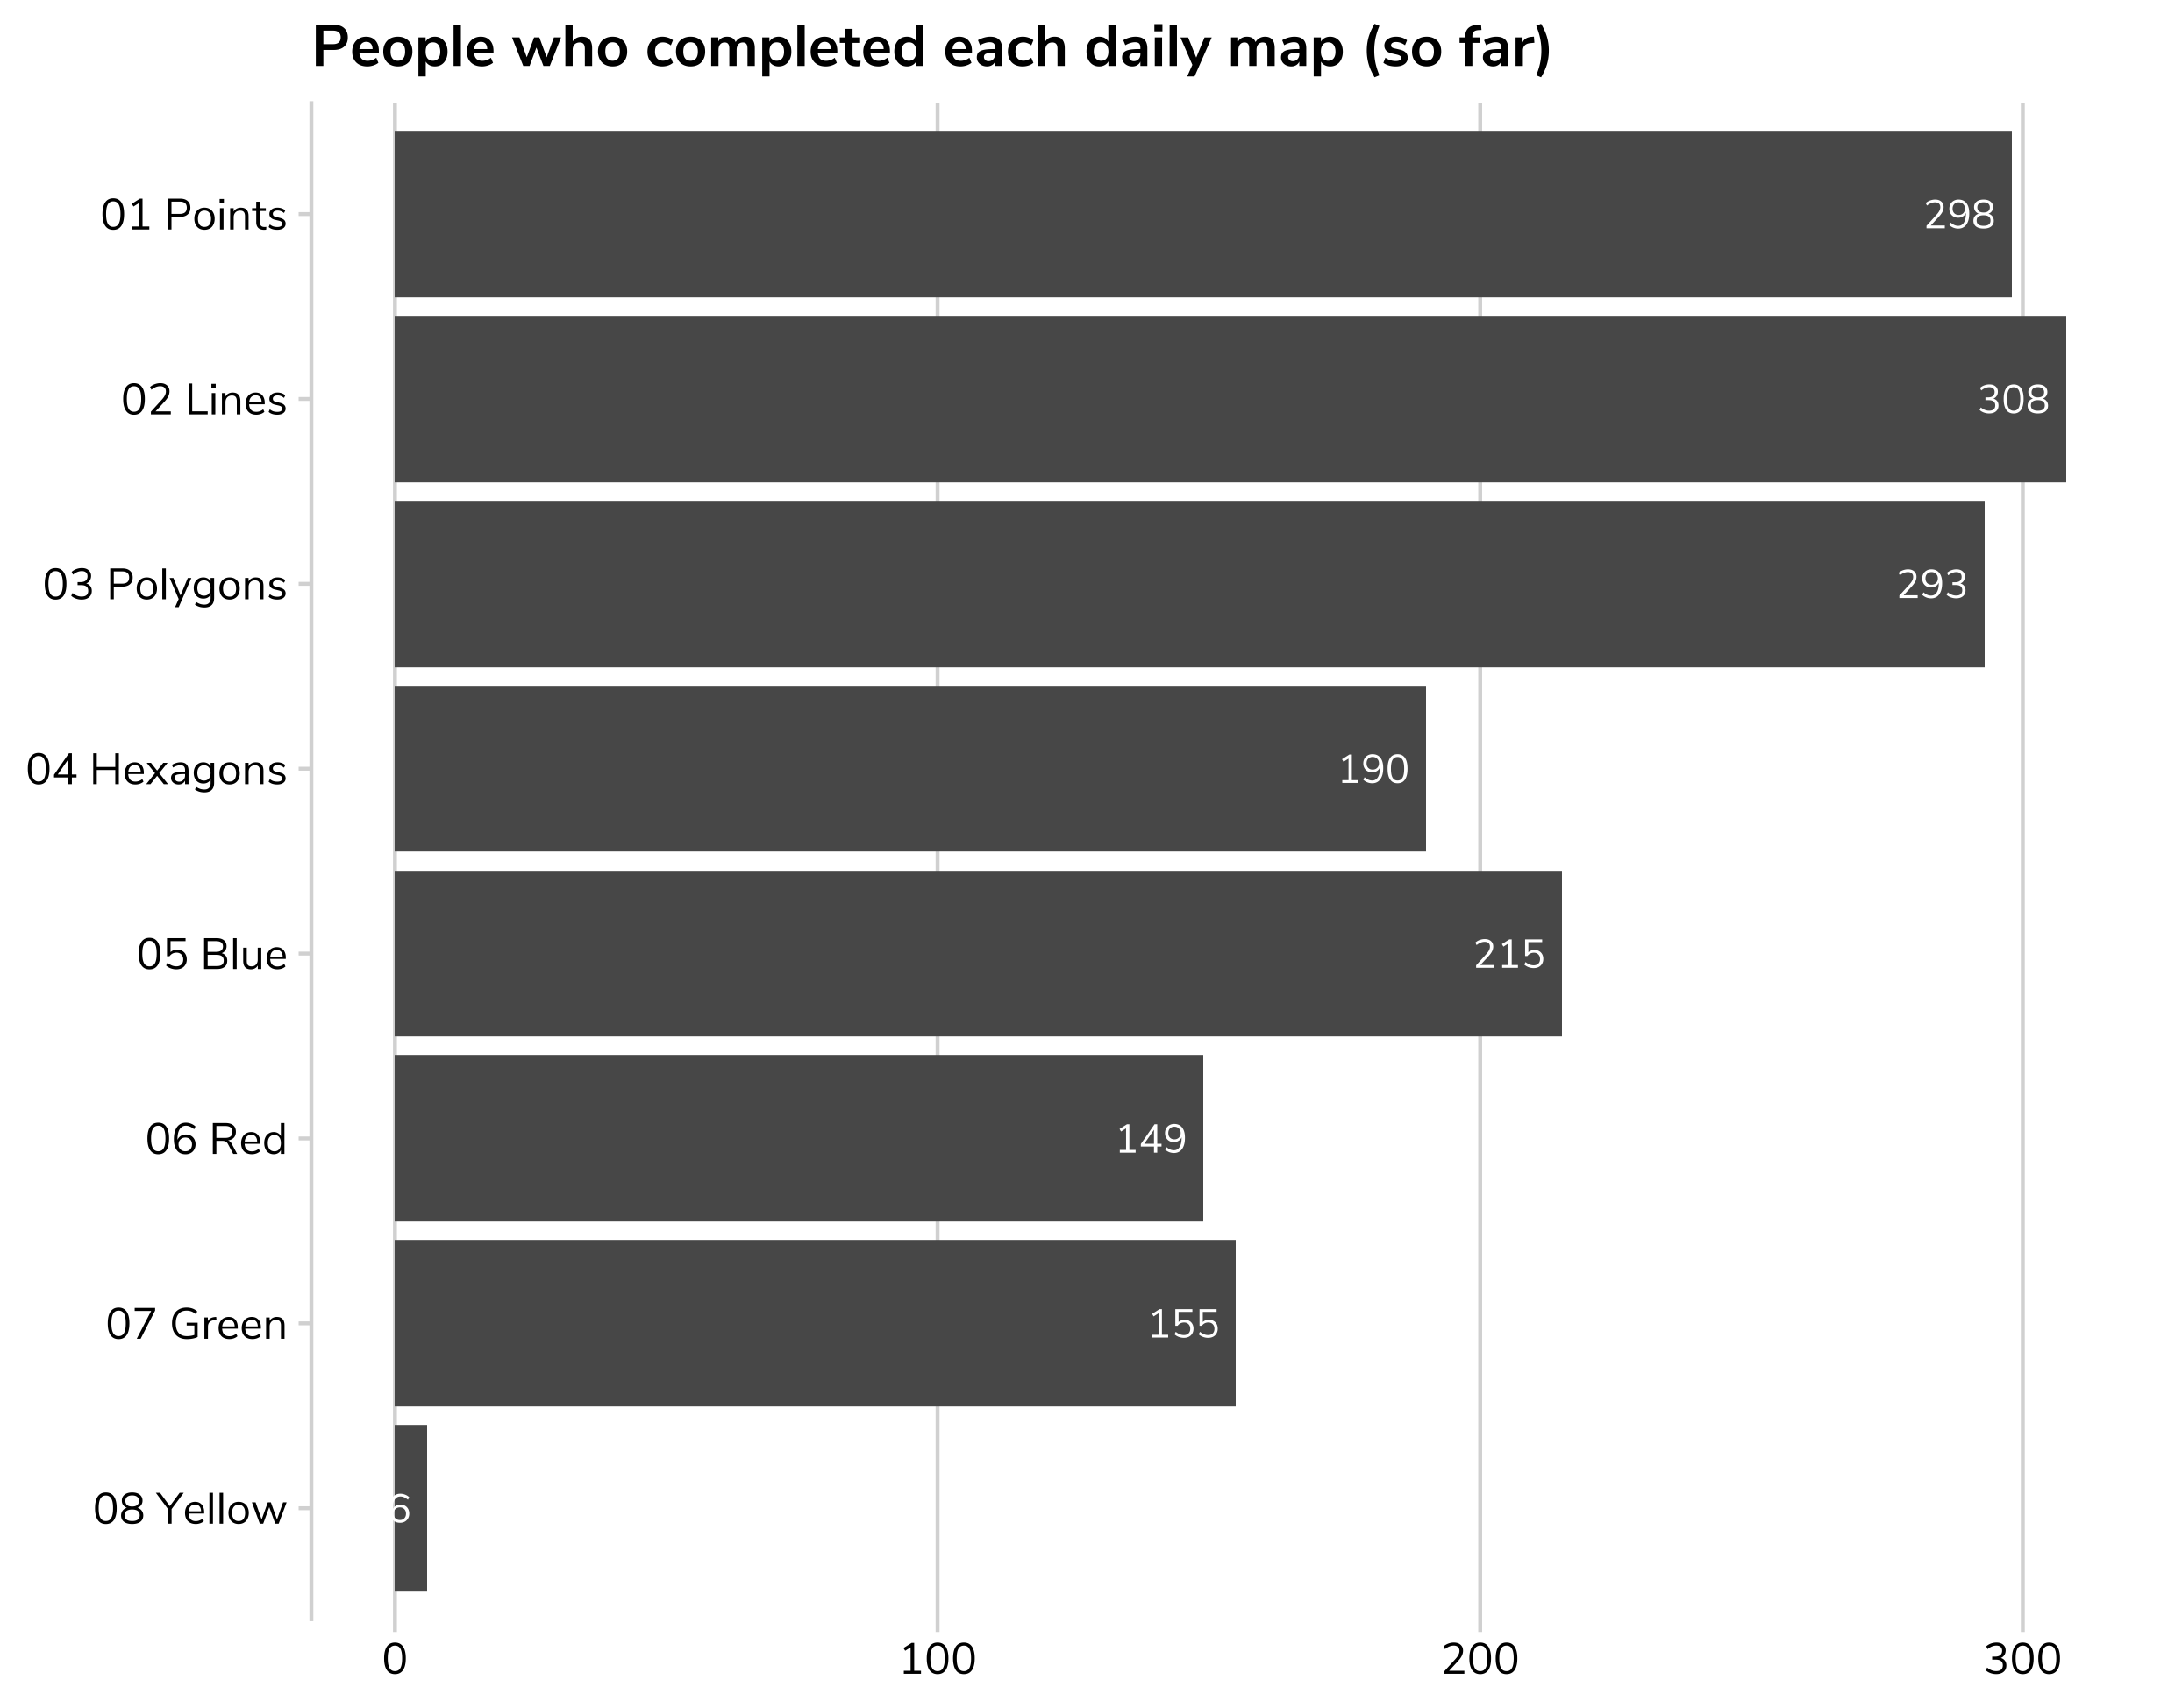 People who completed each daily map (so far)
01 Points 298
02 Lines 308
03 Polygons 293
04 Hexagons 190
05 Blue 215
06 Red 149
07 Green 155
08 Yellow 6
0 100 200 300